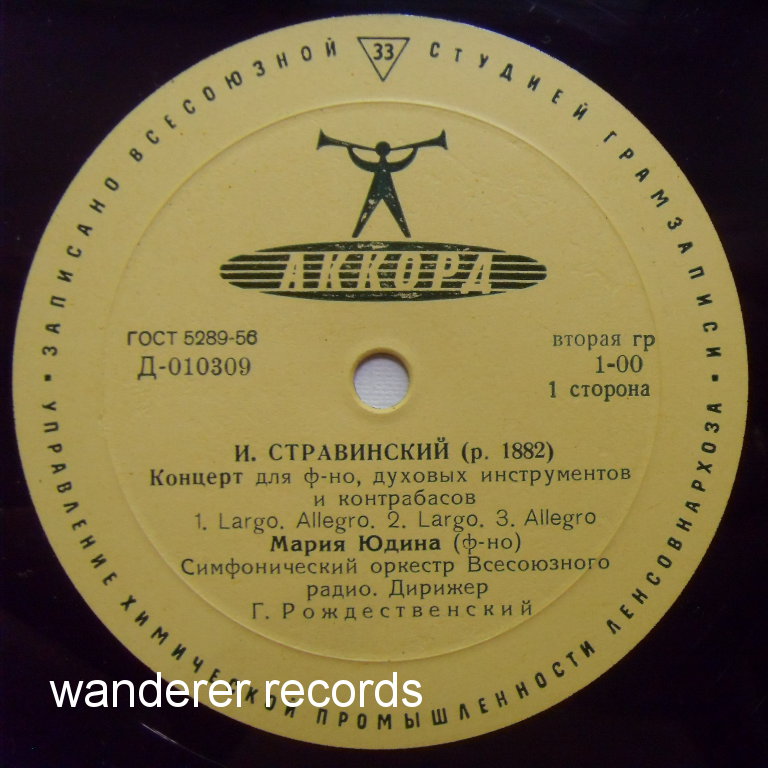 ЗАПИСАНО ВСЕСОЮЗНОЙ 33 СТУДИЕЙ ГРАМЗАПИСИ
АККОРД
ГОСТ 5289-56
Д-010309
вторая гр
1-00
1 сторона
И. СТРАВИНСКИЙ (р. 1882)
Концерт для ф-но, духовых инструментов
и контрабасов
1. Largo. Allegro. 2. Largo. 3. Allegro
Мария Юдина (ф-но)
Симфонический оркестр Всесоюзного
радио. Дирижер
Г. Рождественский
УПРАВЛЕНИЕ ХИМИЧЕСКОЙ ПРОМЫШЛЕННОСТИ ЛЕНСОВНАРХОЗА
wanderer records